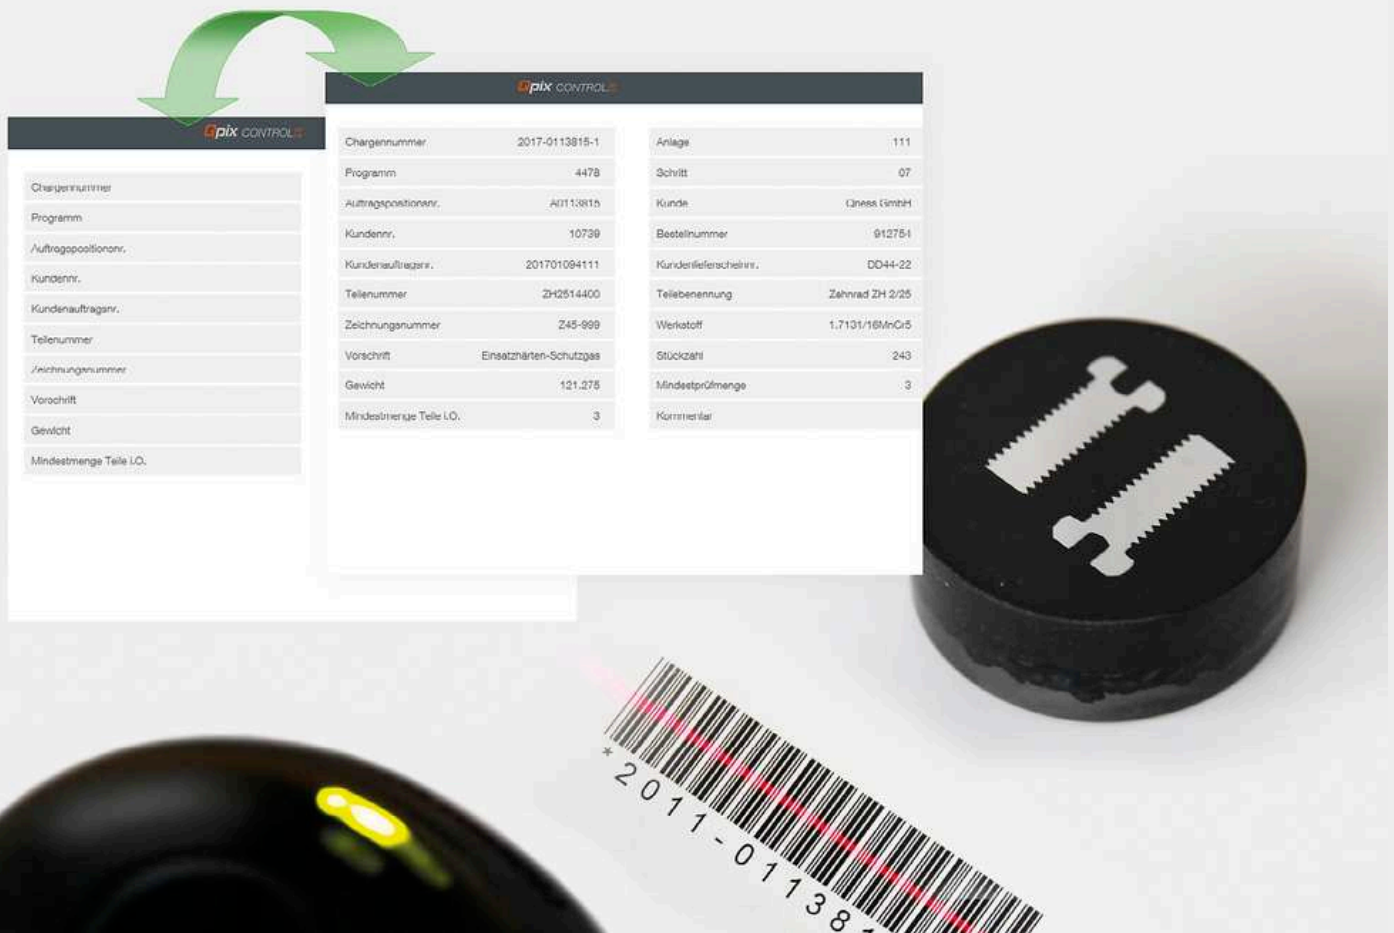 Qpix CONTROL
Chargennummer
Programm
Auftragspositionsnr.
Kundennr.
Kundenauftragsnr.
Teilenummer
Zeichnungsnummer
Vorschrift
Gewicht
Mindestmenge Teile i.O.
Qpix CONTROL
Chargennummer 2017-0113815-1
Programm 4478
Auftragspositionsnr. A0113815
Kundennr. 10739
Kundenauftragsnr. 201701094111
Teilenummer ZH2514400
Zeichnungsnummer Z45-999
Vorschrift Einsatzhärten-Schutzgas
Gewicht 121.275
Mindestmenge Teile i.O. 3
Anlage 111
Schritt 07
Kunde Qness GmbH
Bestellnummer 912751
Kundenlieferscheinnr. DD44-22
Teilebenennung Zahnrad ZH 2/25
Werkstoff 1.7131/16MnCr5
Stückzahl 243
Mindestprüfmenge 3
Kommentar
*2011-01138